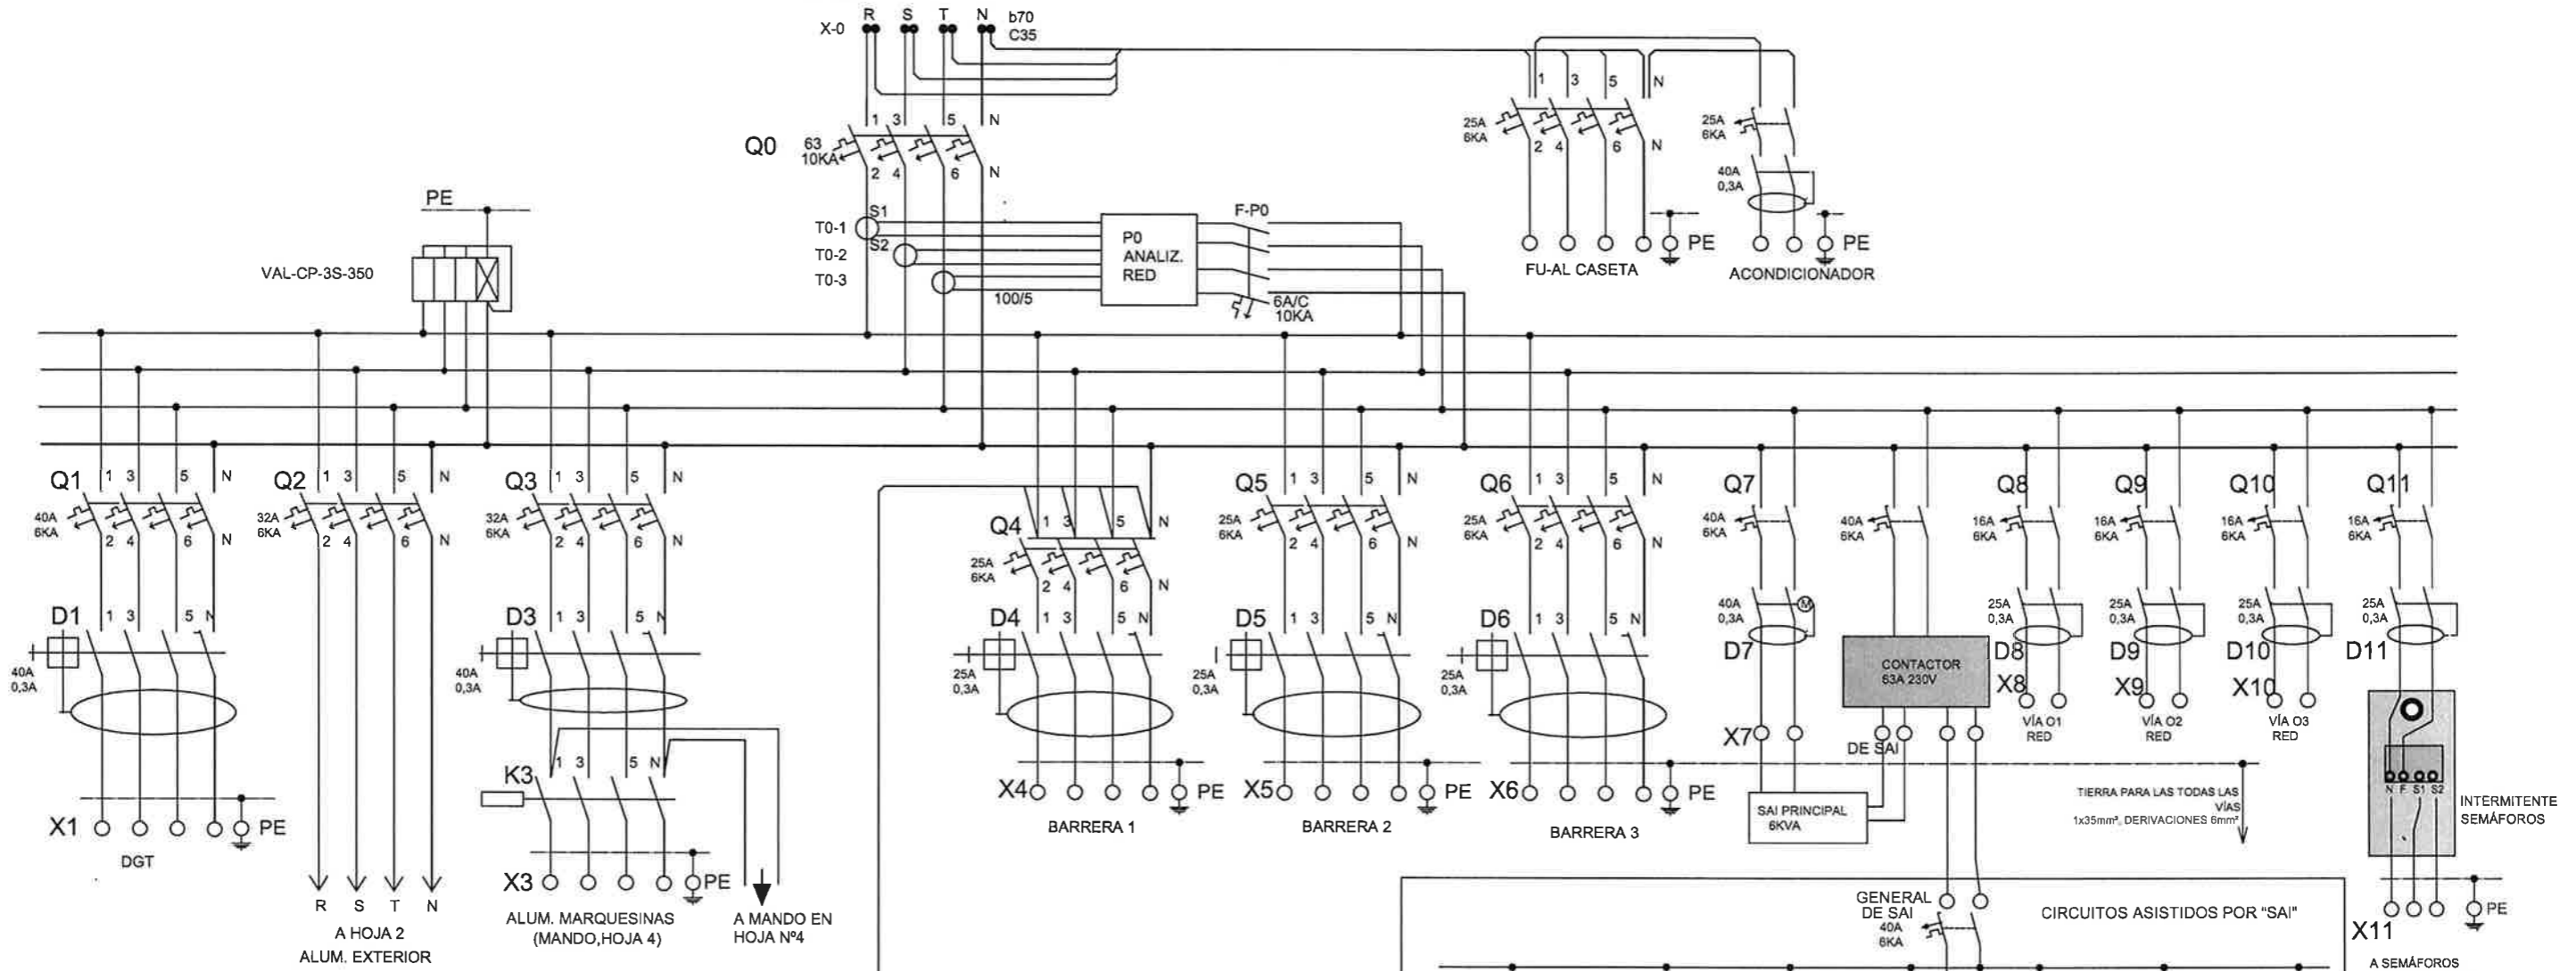 R S T N b70
X-0 C35
1 3 5 N
Q0 63
10KA
2 4 6 N
1 3 5 N
25A
6KA
2 4 6 N
25A
6KA
40A
0,3A
PE
FU-AL CASETA
PE
ACONDICIONADOR
PE
VAL-CP-3S-350
T0-1 S1
S2
T0-2
T0-3
100/5
P0
ANALIZ.
RED
F-P0
6A/C
10KA
Q1 1 3 5 N
40A
6KA
2 4 6 N
D1 1 3 5 N
40A
0,3A
X1 PE
DGT
Q2 1 3 5 N
32A
6KA
2 4 6 N
R S T N
A HOJA 2
ALUM. EXTERIOR
Q3 1 3 5 N
32A
6KA
2 4 6 N
D3 1 3 5 N
40A
0,3A
K3 1 3 5 N
X3 PE
ALUM. MARQUESINAS
(MANDO,HOJA 4)
A MANDO EN
HOJA Nº4
Q4 1 3 5 N
25A
6KA
2 4 6 N
D4 1 3 5 N
25A
0,3A
X4 PE
BARRERA 1
Q5 1 3 5 N
25A
6KA
2 4 6 N
D5 1 3 5 N
25A
0,3A
X5 PE
BARRERA 2
Q6 1 3 5 N
25A
6KA
2 4 6 N
D6 1 3 5 N
25A
0,3A
X6 PE
BARRERA 3
Q7
40A
6KA
40A
0,3A
M
D7
X7
SAI PRINCIPAL
6KVA
40A
6KA
CONTACTOR
63A 230V
DE SAI
Q8
16A
6KA
25A
0,3A
D8
X8
VÍA O1
RED
Q9
16A
6KA
25A
0,3A
D9
X9
VÍA O2
RED
Q10
16A
6KA
25A
0,3A
D10
X10
VÍA O3
RED
Q11
16A
6KA
25A
0,3A
D11
N F S1 S2
INTERMITENTE
SEMÁFOROS
PE
X11
A SEMÁFOROS
TIERRA PARA LAS TODAS LAS
VÍAS
1x35mm², DERIVACIONES 6mm²
GENERAL
DE SAI
40A
6KA
CIRCUITOS ASISTIDOS POR "SAI"